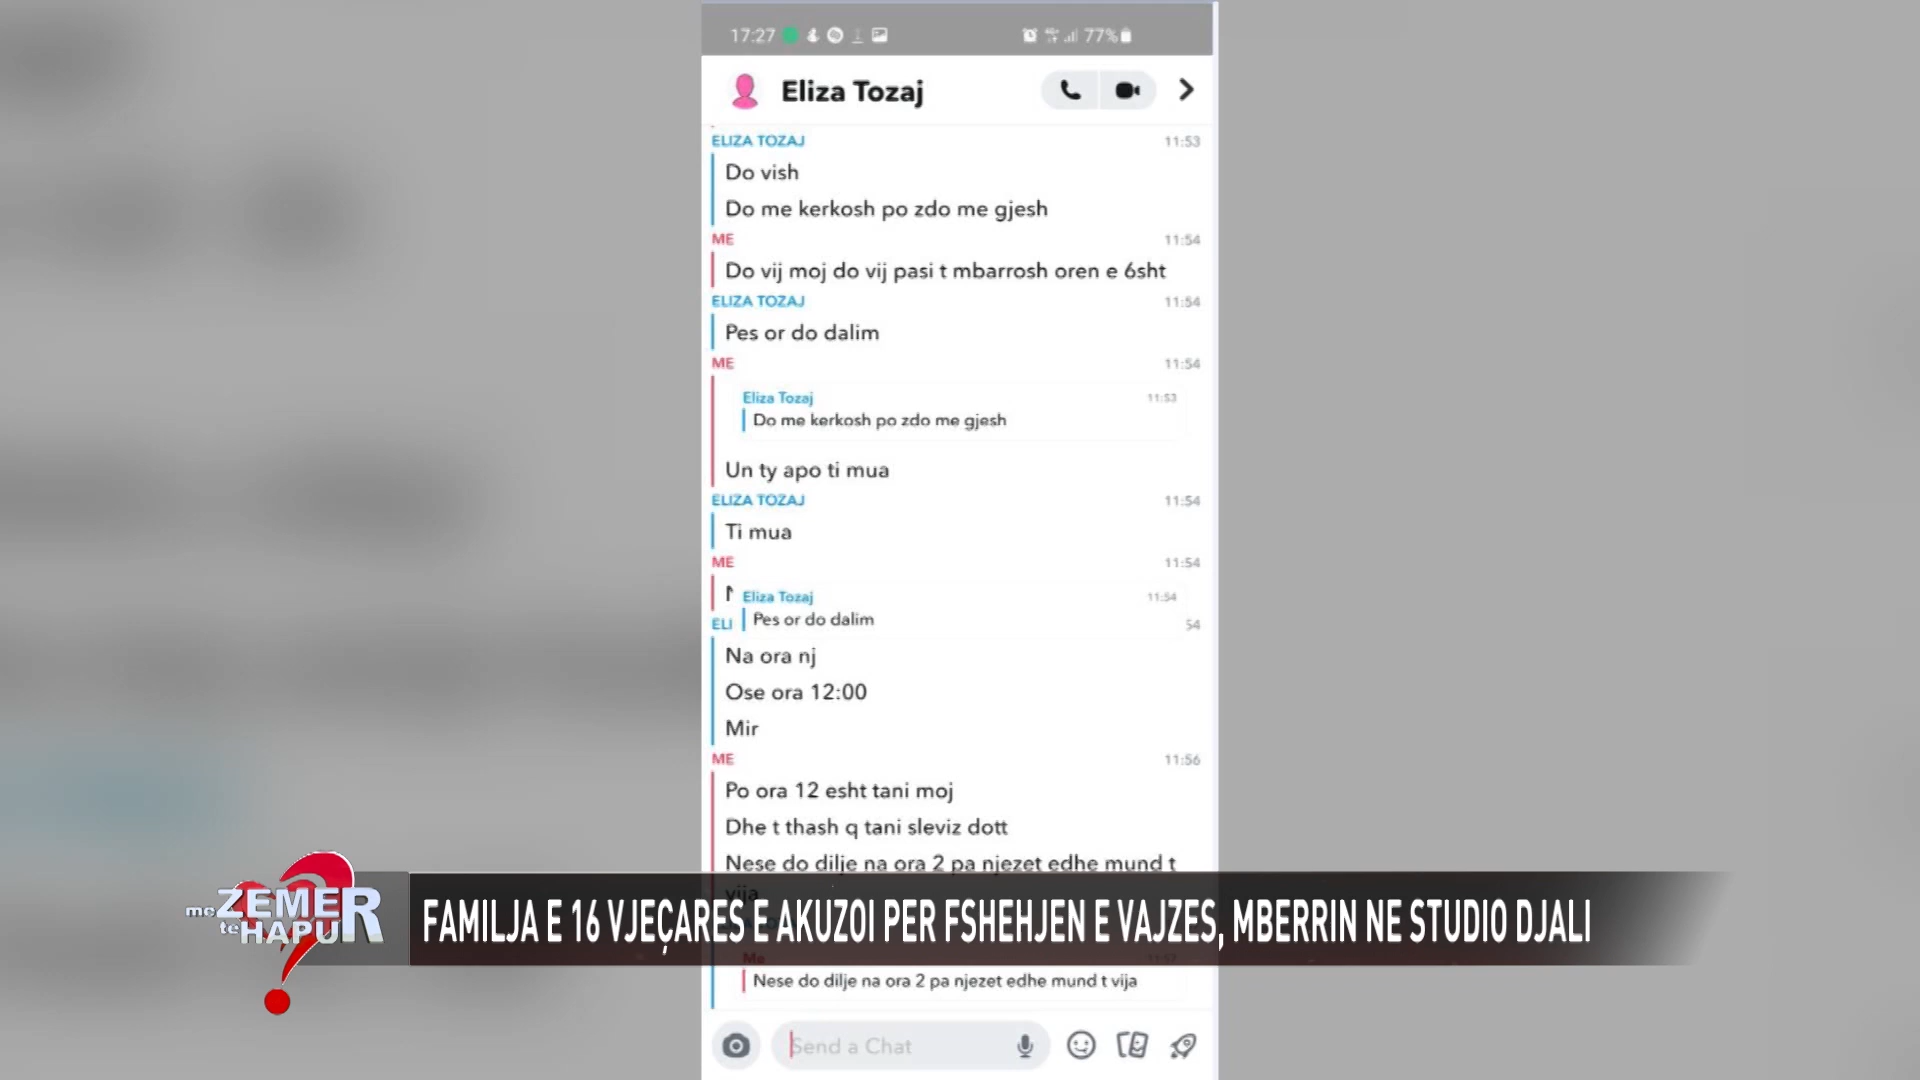 17:27
77%
Eliza Tozaj
ELIZA TOZAJ 11:53
Do vish
Do me kerkosh po zdo me gjesh
ME 11:54
Do vij moj do vij pasi t mbarrosh oren e 6sht
ELIZA TOZAJ 11:54
Pes or do dalim
ME 11:54
Eliza Tozaj 11:53
Do me kerkosh po zdo me gjesh
Un ty apo ti mua
ELIZA TOZAJ 11:54
Ti mua
ME 11:54
Eliza Tozaj 11:54
ELI 54
Pes or do dalim
Na ora nj
Ose ora 12:00
Mir
ME 11:56
Po ora 12 esht tani moj
Dhe t thash q tani sleviz dott
Nese do dilje na ora 2 pa njezet edhe mund t
vija
me ZEMER
te HAPUR
FAMILJA E 16 VJEÇARES E AKUZOI PER FSHEHJEN E VAJZES, MBERRIN NE STUDIO DJALI
Me 11:57
Nese do dilje na ora 2 pa njezet edhe mund t vija
Send a Chat